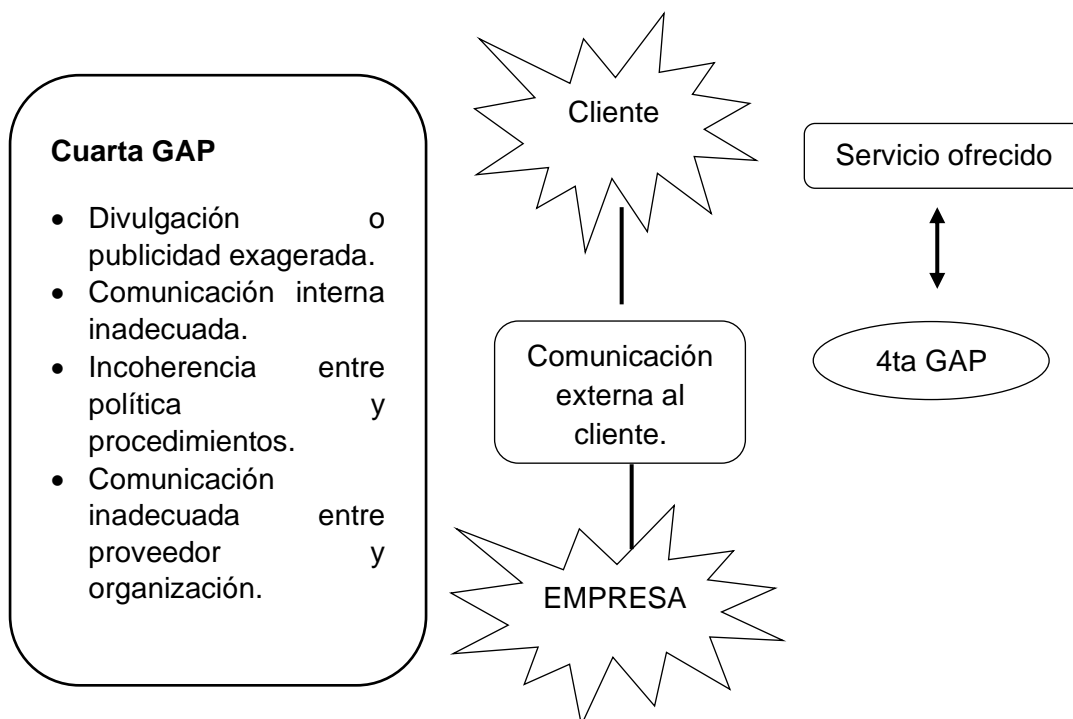 Cuarta GAP
• Divulgación o
publicidad exagerada.
• Comunicación interna
inadecuada.
• Incoherencia entre
política y
procedimientos.
• Comunicación
inadecuada entre
proveedor y
organización.
Cliente
Comunicación
externa al
cliente.
EMPRESA
Servicio ofrecido
4ta GAP